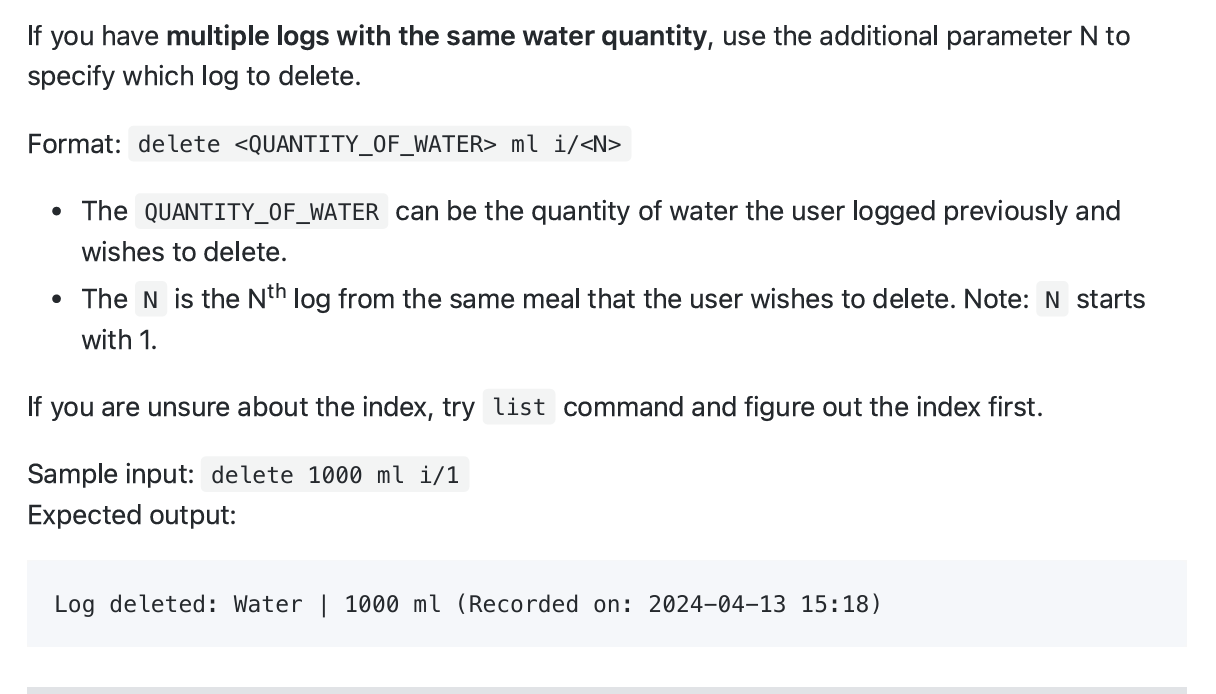 If you have multiple logs with the same water quantity, use the additional parameter N to
specify which log to delete.
Format: delete <QUANTITY_OF_WATER> ml i/<N>
• The QUANTITY_OF_WATER can be the quantity of water the user logged previously and
wishes to delete.
• The N is the Nth log from the same meal that the user wishes to delete. Note: N starts
with 1.
If you are unsure about the index, try list command and figure out the index first.
Sample input: delete 1000 ml i/1
Expected output:
Log deleted: Water | 1000 ml (Recorded on: 2024-04-13 15:18)